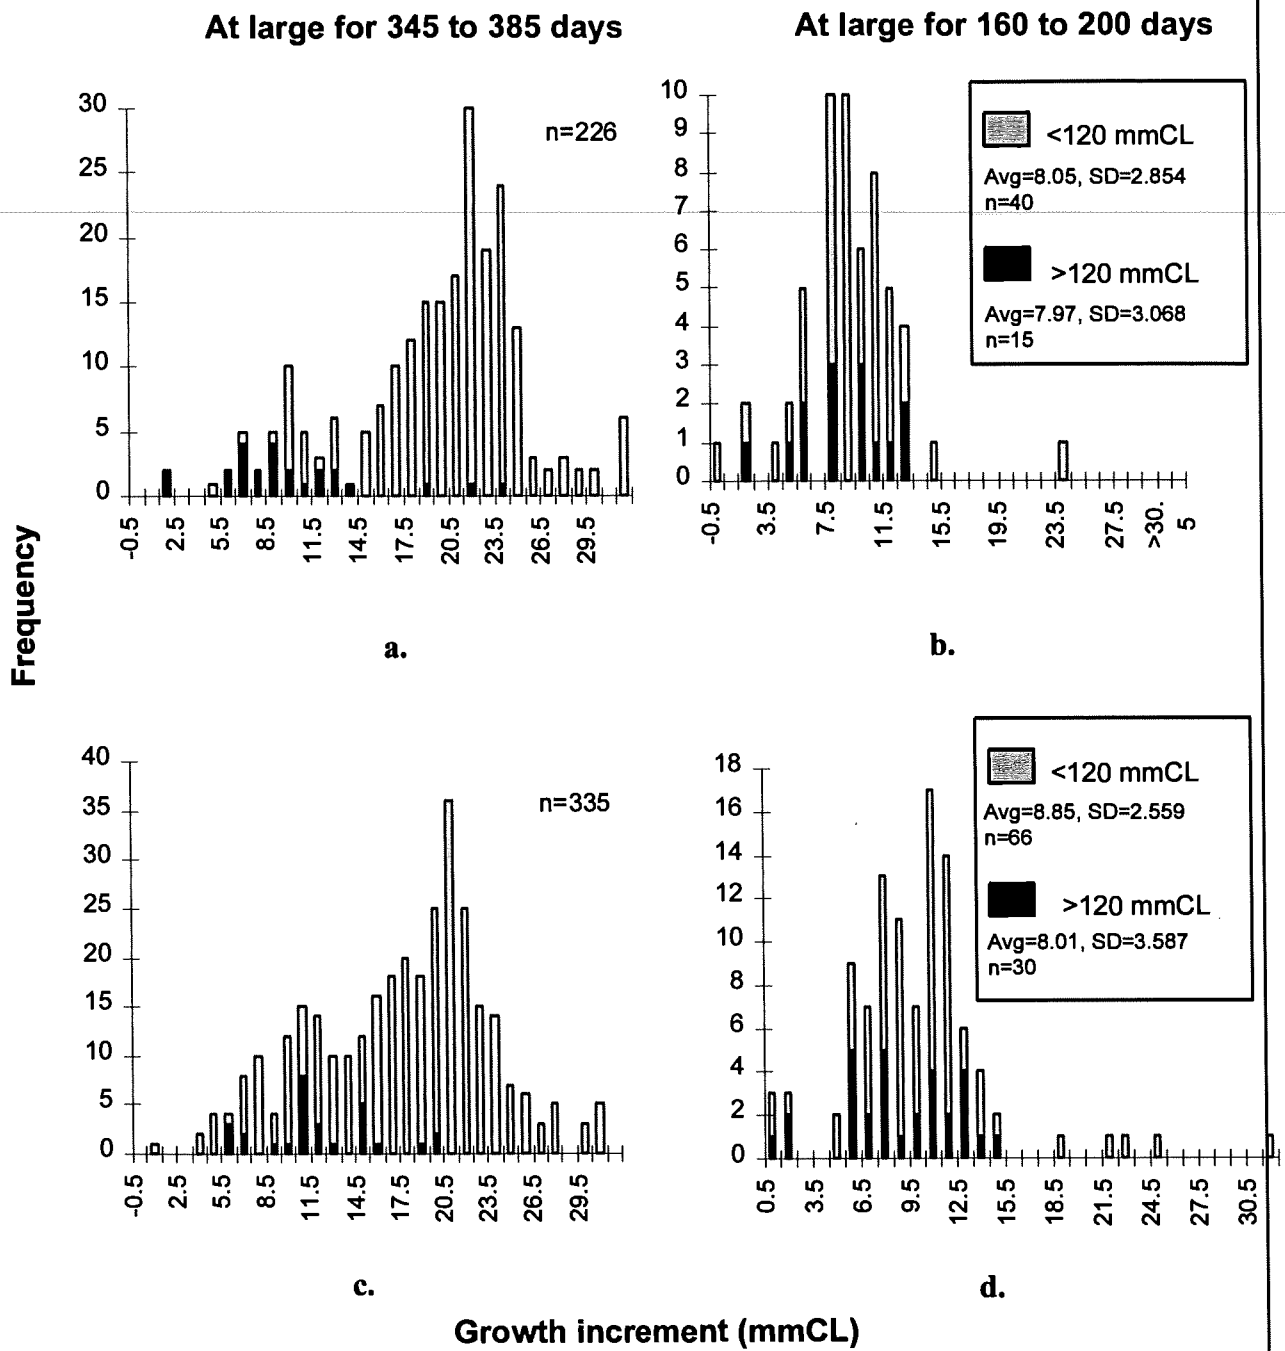 At large for 345 to 385 days
At large for 160 to 200 days
30
25
20
15
10
5
0
n=226
-0.5 2.5 5.5 8.5 11.5 14.5 17.5 20.5 23.5 26.5 29.5
a.
10
9
8
7
6
5
4
3
2
1
0
<120 mmCL
Avg=8.05, SD=2.854
n=40
>120 mmCL
Avg=7.97, SD=3.068
n=15
-0.5 3.5 7.5 11.5 15.5 19.5 23.5 27.5 >30.
5
b.
Frequency
40
35
30
25
20
15
10
5
0
n=335
-0.5 2.5 5.5 8.5 11.5 14.5 17.5 20.5 23.5 26.5 29.5
c.
18
16
14
12
10
8
6
4
2
0
<120 mmCL
Avg=8.85, SD=2.559
n=66
>120 mmCL
Avg=8.01, SD=3.587
n=30
0.5 3.5 6.5 9.5 12.5 15.5 18.5 21.5 24.5 27.5 30.5
d.
Growth increment (mmCL)